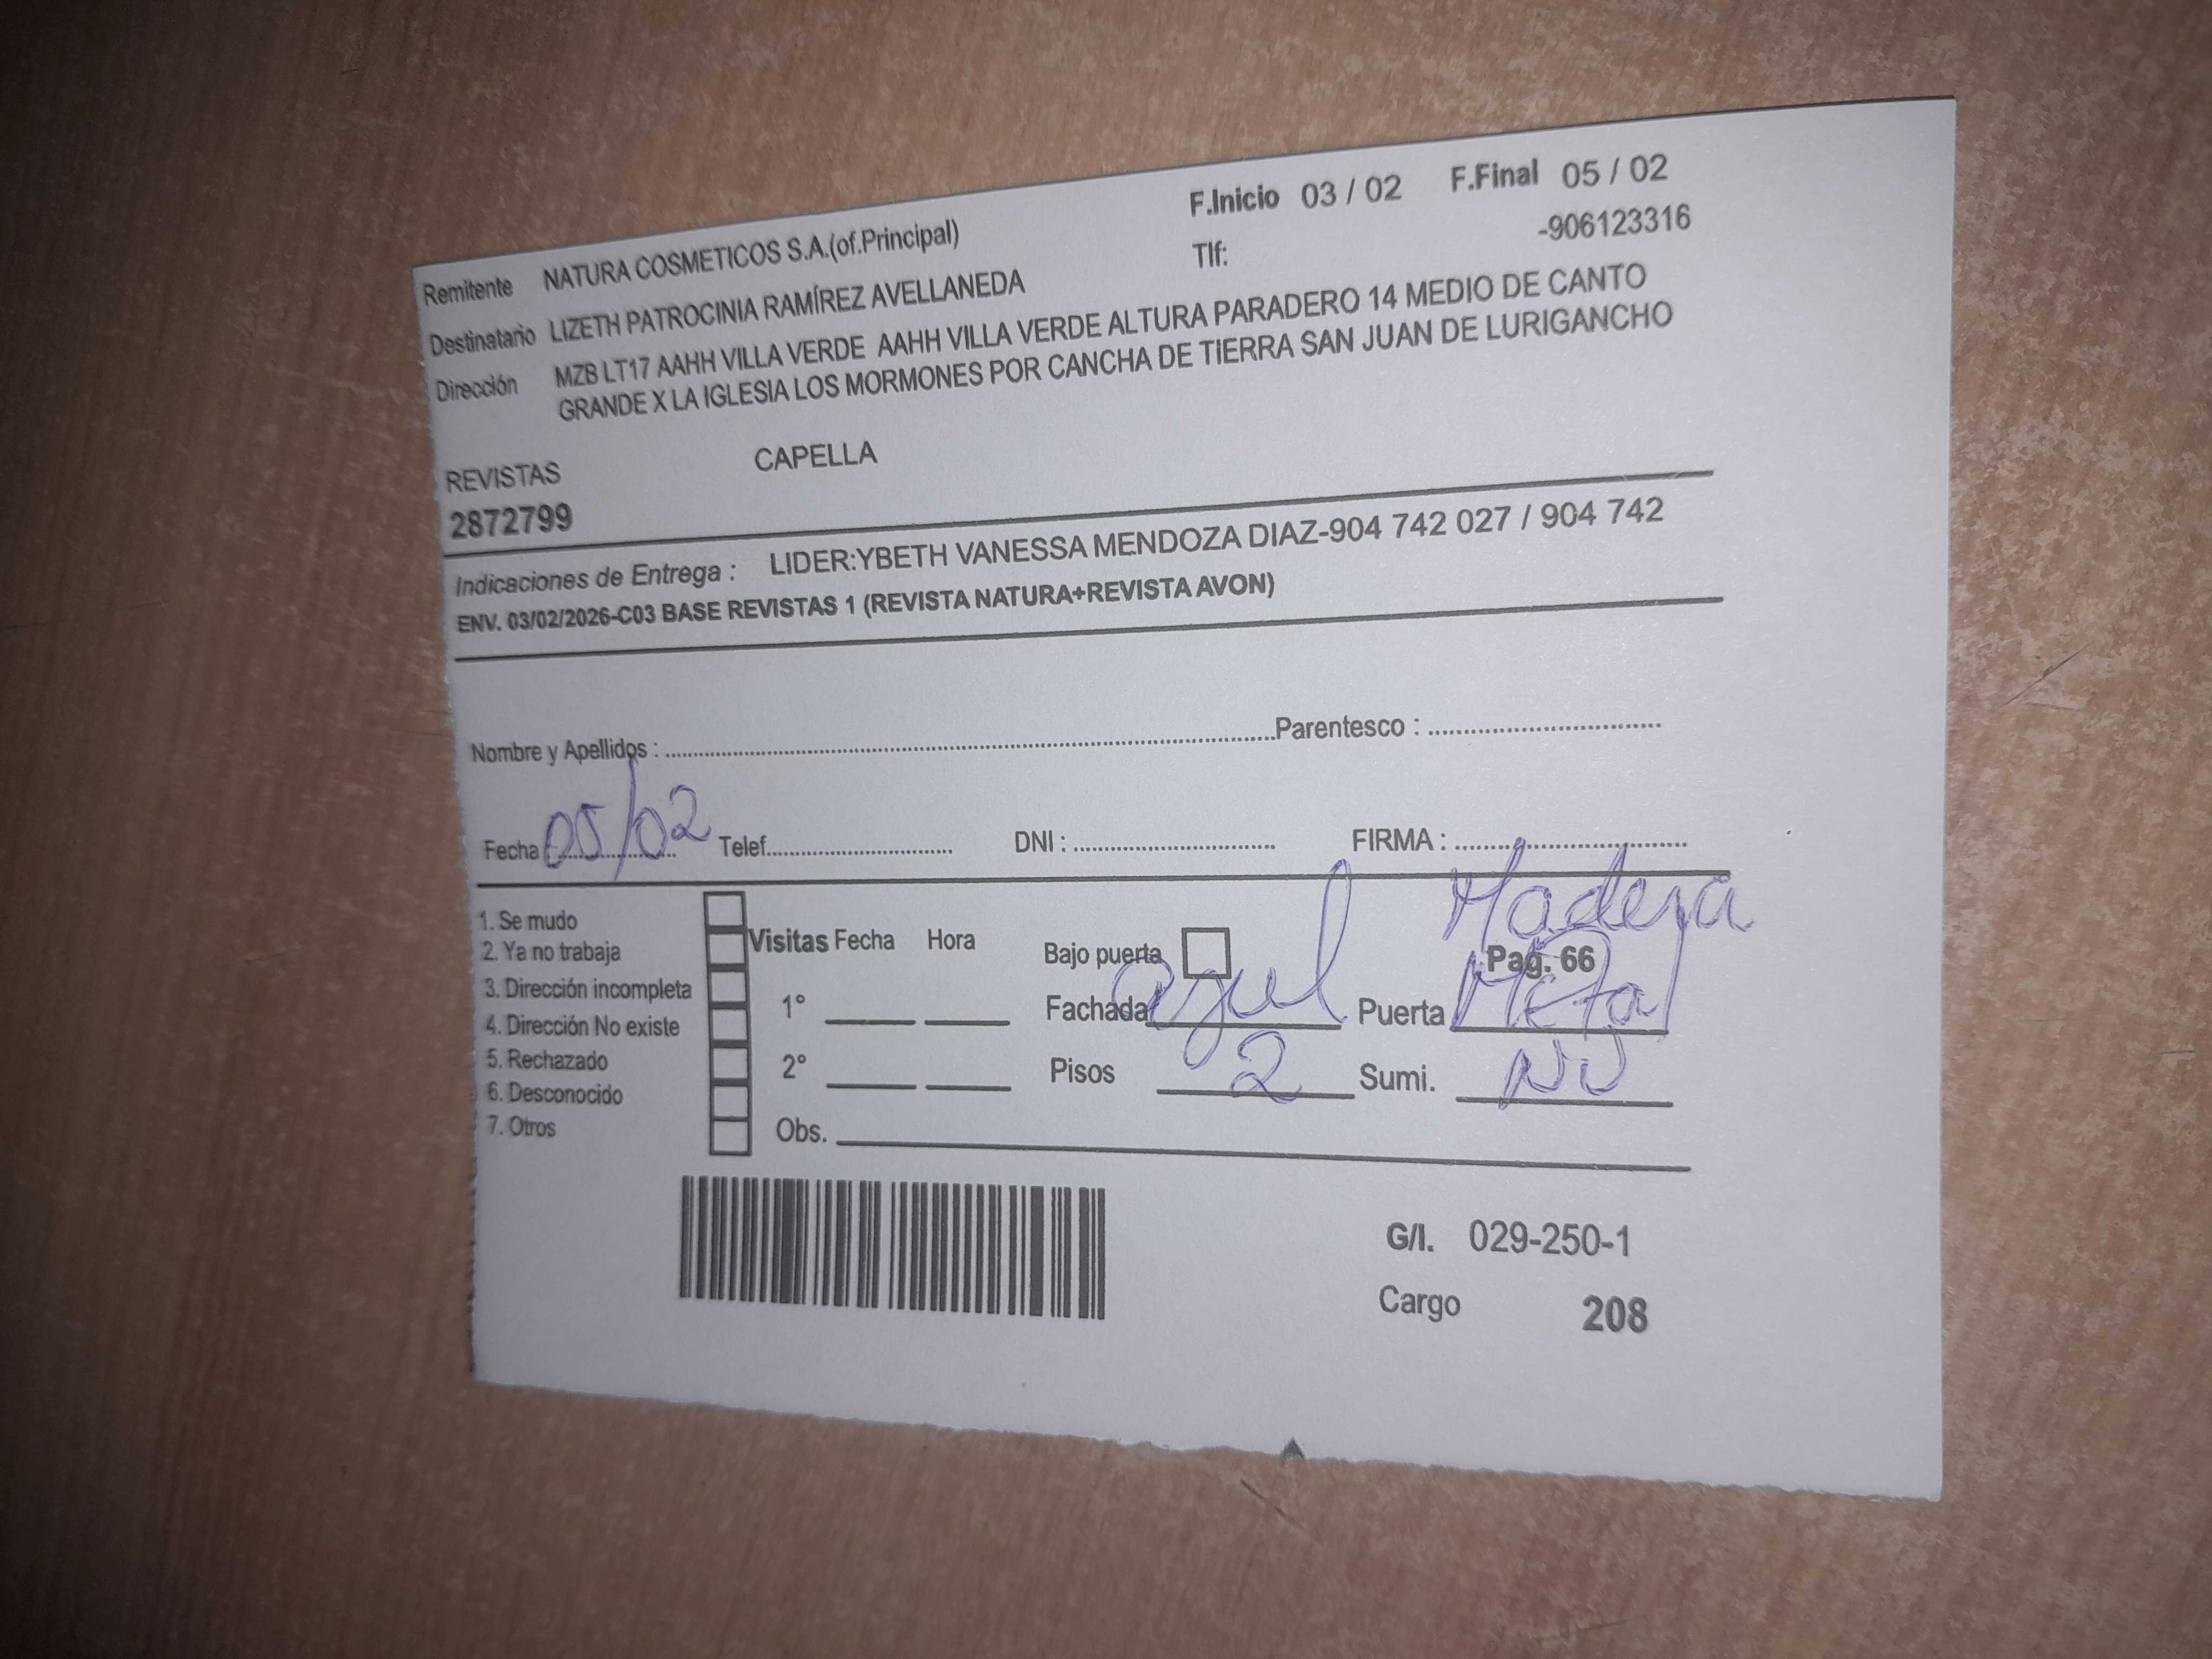 F.Inicio 03 / 02 F.Final 05 / 02
Remitente NATURA COSMETICOS S.A.(of.Principal) Tlf: -906123316
Destinatario LIZETH PATROCINIA RAMÍREZ AVELLANEDA
Dirección MZB LT17 AAHH VILLA VERDE AAHH VILLA VERDE ALTURA PARADERO 14 MEDIO DE CANTO
GRANDE X LA IGLESIA LOS MORMONES POR CANCHA DE TIERRA SAN JUAN DE LURIGANCHO
REVISTAS CAPELLA
2872799
Indicaciones de Entrega : LIDER:YBETH VANESSA MENDOZA DIAZ-904 742 027 / 904 742
ENV. 03/02/2026-C03 BASE REVISTAS 1 (REVISTA NATURA+REVISTA AVON)
Nombre y Apellidos : Parentesco :
Fecha 05/02 Telef. DNI : FIRMA :
Madera
1. Se mudo
2. Ya no trabaja
3. Dirección incompleta
4. Dirección No existe
5. Rechazado
6. Desconocido
7. Otros
Visitas Fecha Hora
1°
2°
Obs.
Bajo puerta Pag. 66
Fachada azul Puerta Metal
Pisos 2 Sumi.
G/I. 029-250-1
Cargo 208